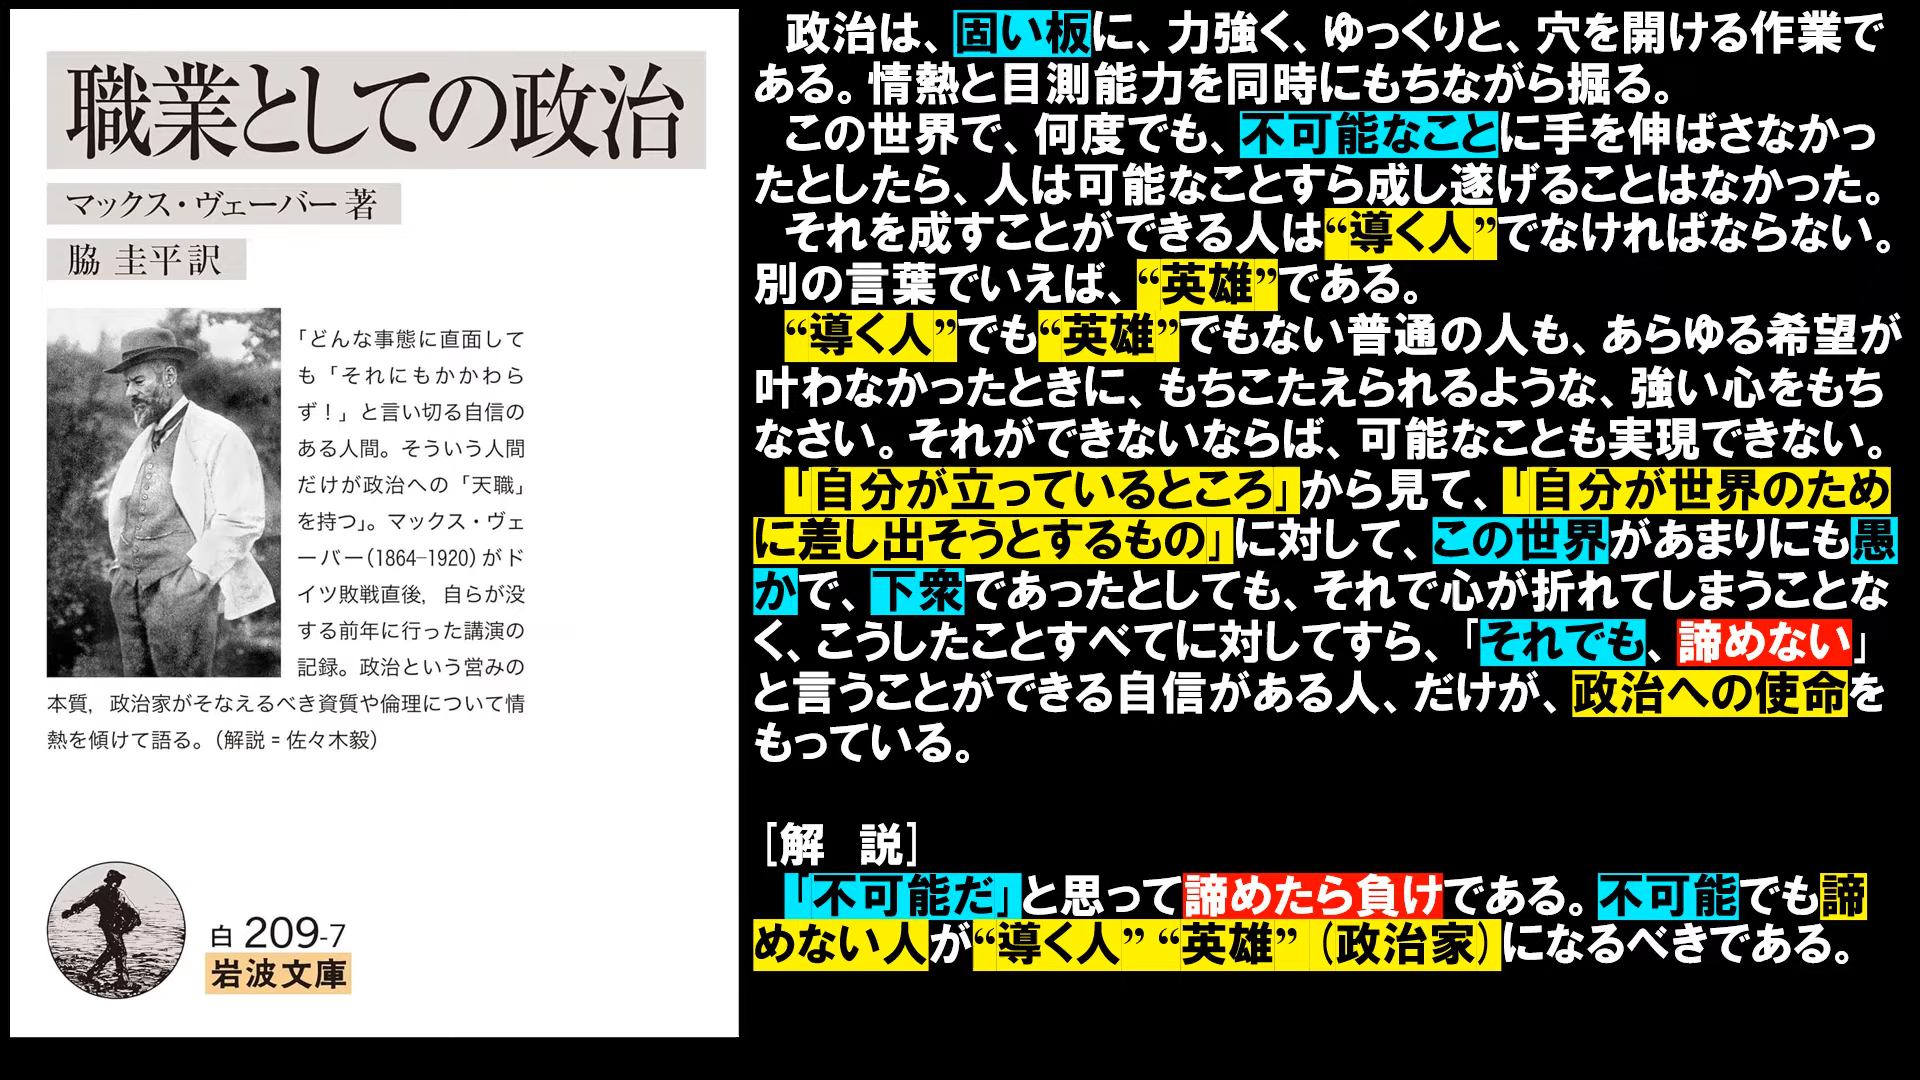 職業としての政治
マックス・ヴェーバー 著
脇 圭平訳
「どんな事態に直面して
も「それにもかかわら
ず!」と言い切る自信の
ある人間。そういう人間
だけが政治への「天職」
を持つ」。マックス・ヴェ
ーバー(1864-1920)がド
イツ敗戦直後，自らが没
する前年に行った講演の
記録。政治という営みの
本質，政治家がそなえるべき資質や倫理について情
熱を傾けて語る。(解説=佐々木毅)
白 209-7
岩波文庫
政治は、固い板に、力強く、ゆっくりと、穴を開ける作業で
ある。情熱と目測能力を同時にもちながら掘る。
この世界で、何度でも、不可能なことに手を伸ばさなかっ
たとしたら、人は可能なことすら成し遂げることはなかった。
それを成すことができる人は“導く人”でなければならない。
別の言葉でいえば、“英雄”である。
“導く人”でも“英雄”でもない普通の人も、あらゆる希望が
叶わなかったときに、もちこたえられるような、強い心をもち
なさい。それができないならば、可能なことも実現できない。
「自分が立っているところ」から見て、「自分が世界のため
に差し出そうとするもの」に対して、この世界があまりにも愚
かで、下衆であったとしても、それで心が折れてしまうことな
く、こうしたことすべてに対してすら、「それでも、諦めない」
と言うことができる自信がある人、だけが、政治への使命を
もっている。
[解　説]
「不可能だ」と思って諦めたら負けである。不可能でも諦
めない人が“導く人”“英雄”(政治家)になるべきである。